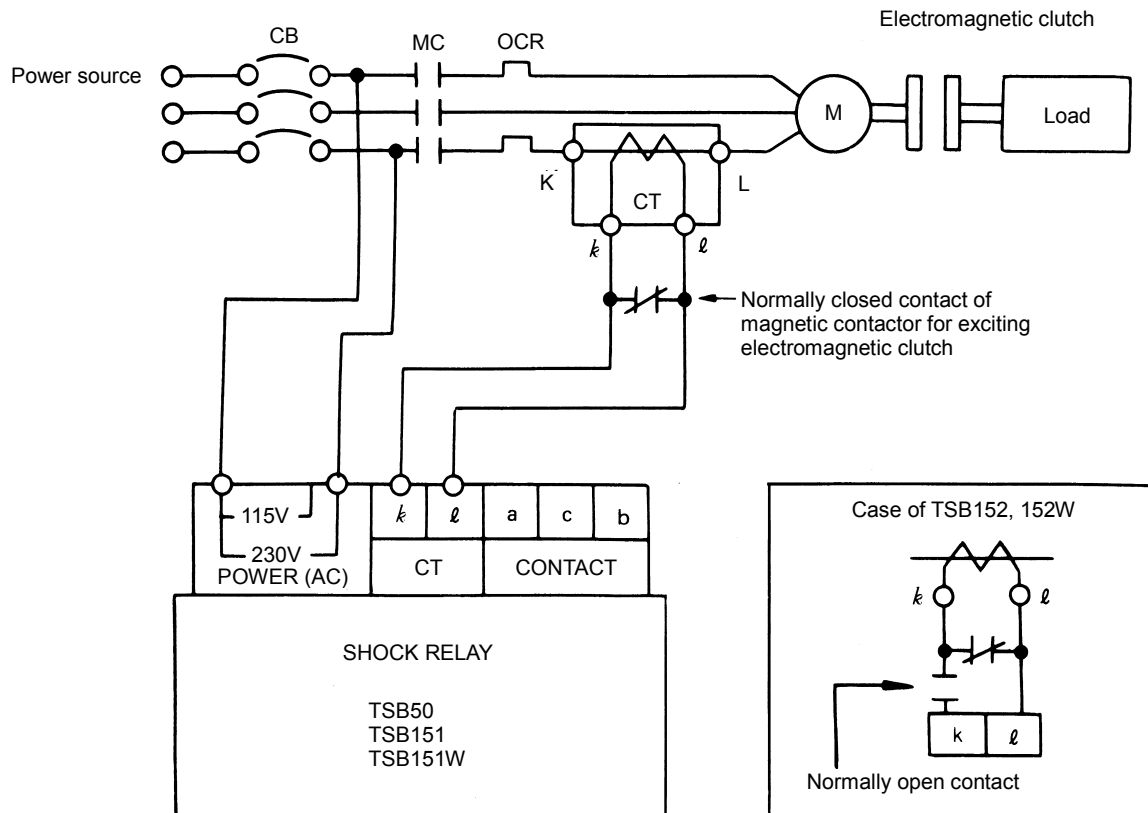 Electromagnetic clutch
CB
MC
OCR
Power source
M
Load
K
L
CT
k
ℓ
Normally closed contact of
magnetic contactor for exciting
electromagnetic clutch
115V
230V
POWER (AC)
k
ℓ
a
c
b
CT
CONTACT
SHOCK RELAY
TSB50
TSB151
TSB151W
Case of TSB152, 152W
k
ℓ
k
ℓ
Normally open contact